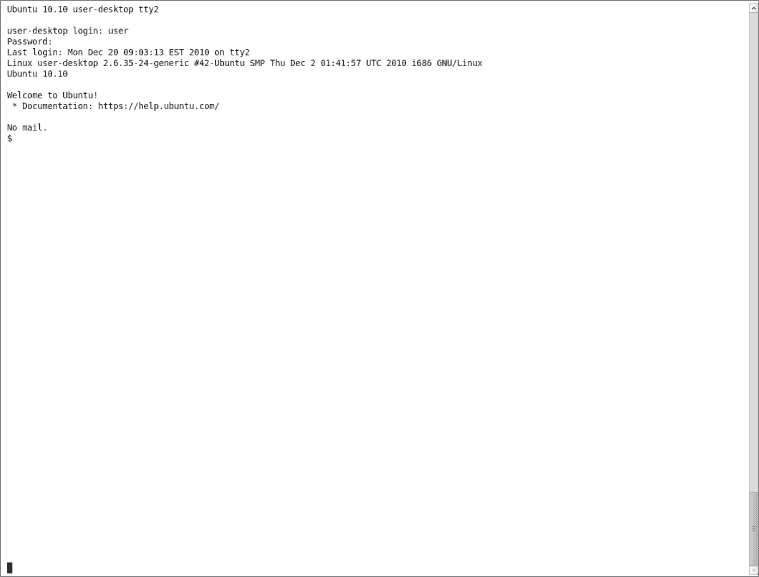 Ubuntu 10.10 user-desktop tty2
user-desktop login: user
Password:
Last login: Mon Dec 20 09:03:13 EST 2010 on tty2
Linux user-desktop 2.6.35-24-generic #42-Ubuntu SMP Thu Dec 2 01:41:57 UTC 2010 i686 GNU/Linux
Ubuntu 10.10
Welcome to Ubuntu!
 * Documentation: https://help.ubuntu.com/
No mail.
$